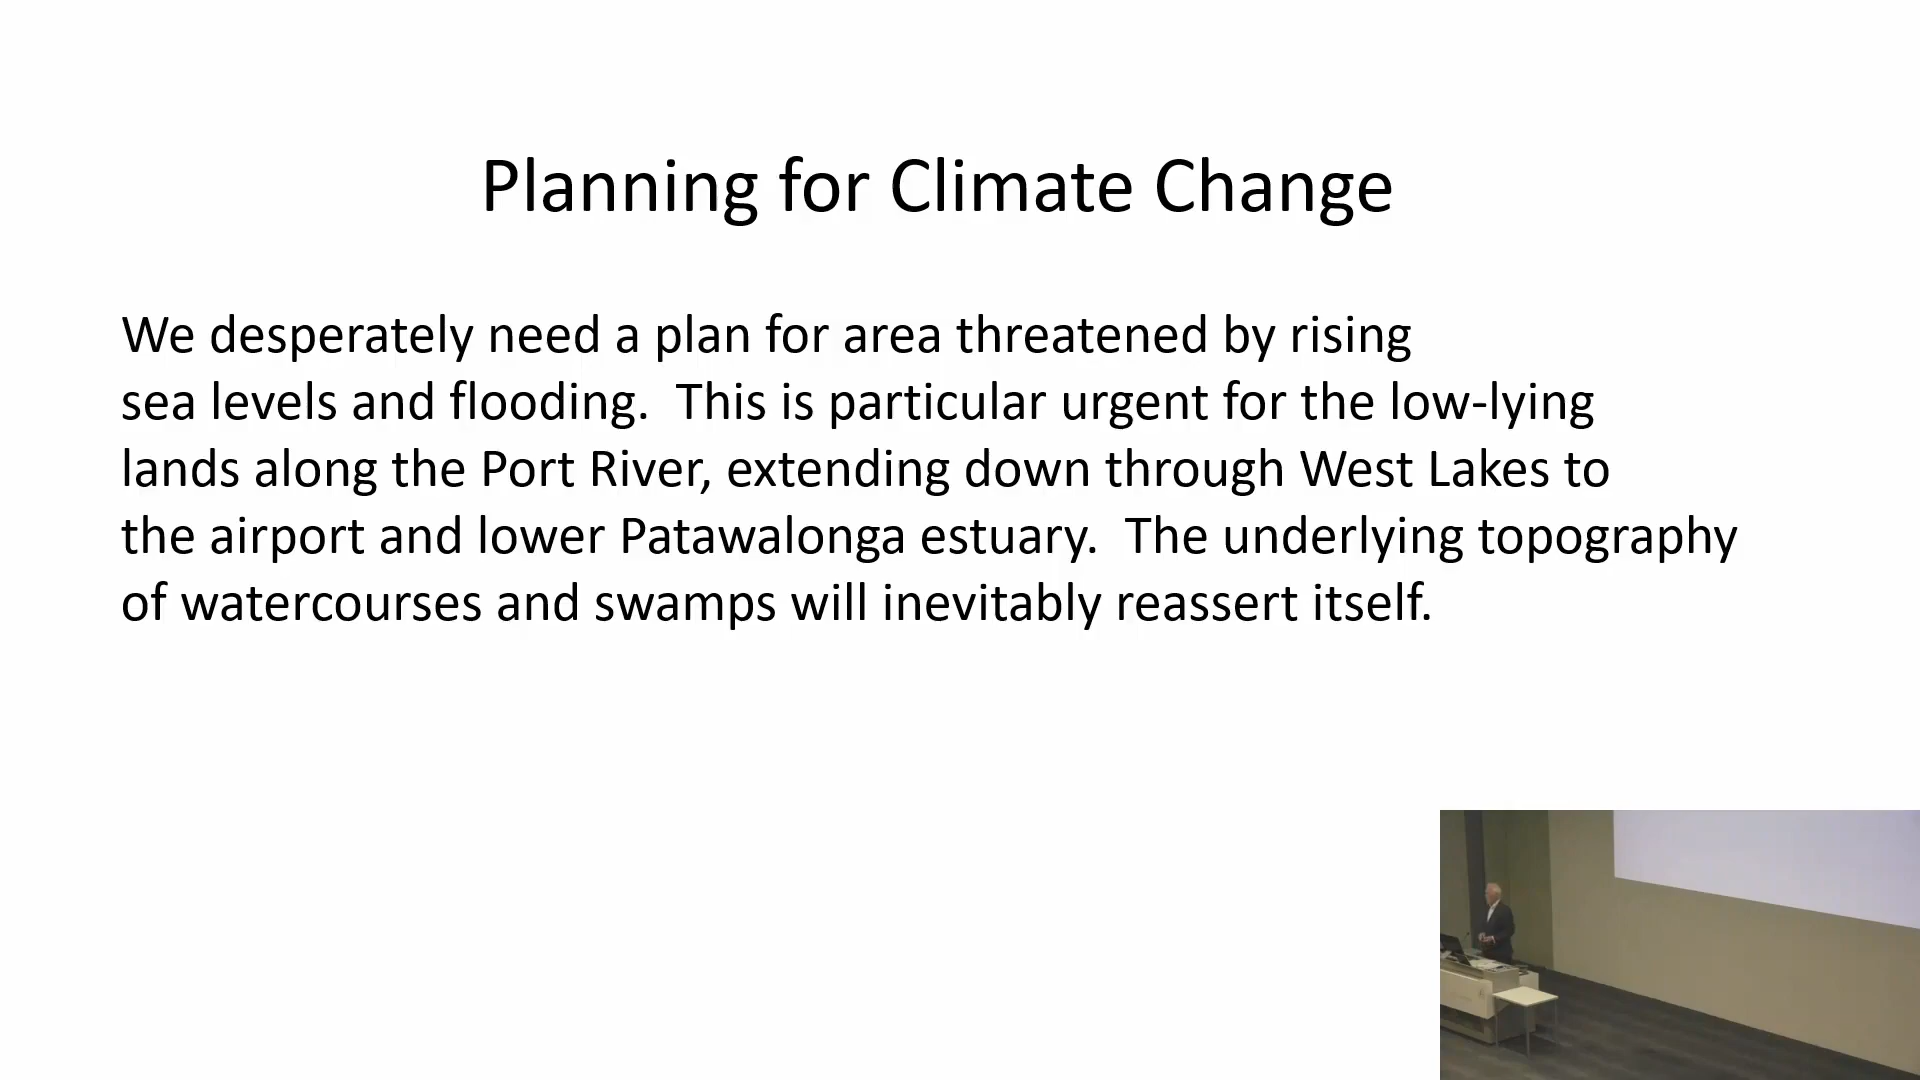 Planning for Climate Change
We desperately need a plan for area threatened by rising
sea levels and flooding.  This is particular urgent for the low-lying
lands along the Port River, extending down through West Lakes to
the airport and lower Patawalonga estuary.  The underlying topography
of watercourses and swamps will inevitably reassert itself.